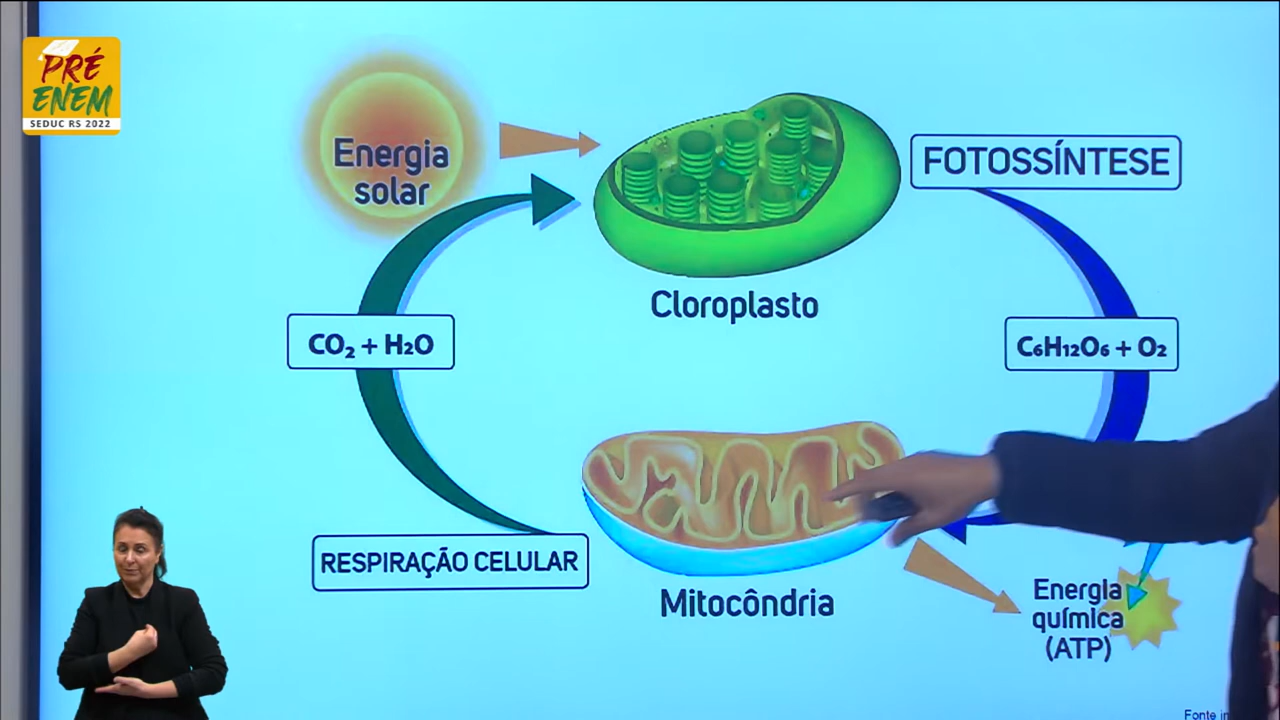 PRÉ
ENEM
SEDUC RS 2022
Energia
solar
FOTOSSÍNTESE
Cloroplasto
CO₂ + H₂O
C₆H₁₂O₆ + O₂
RESPIRAÇÃO CELULAR
Mitocôndria
Energia
química
(ATP)
Fonte